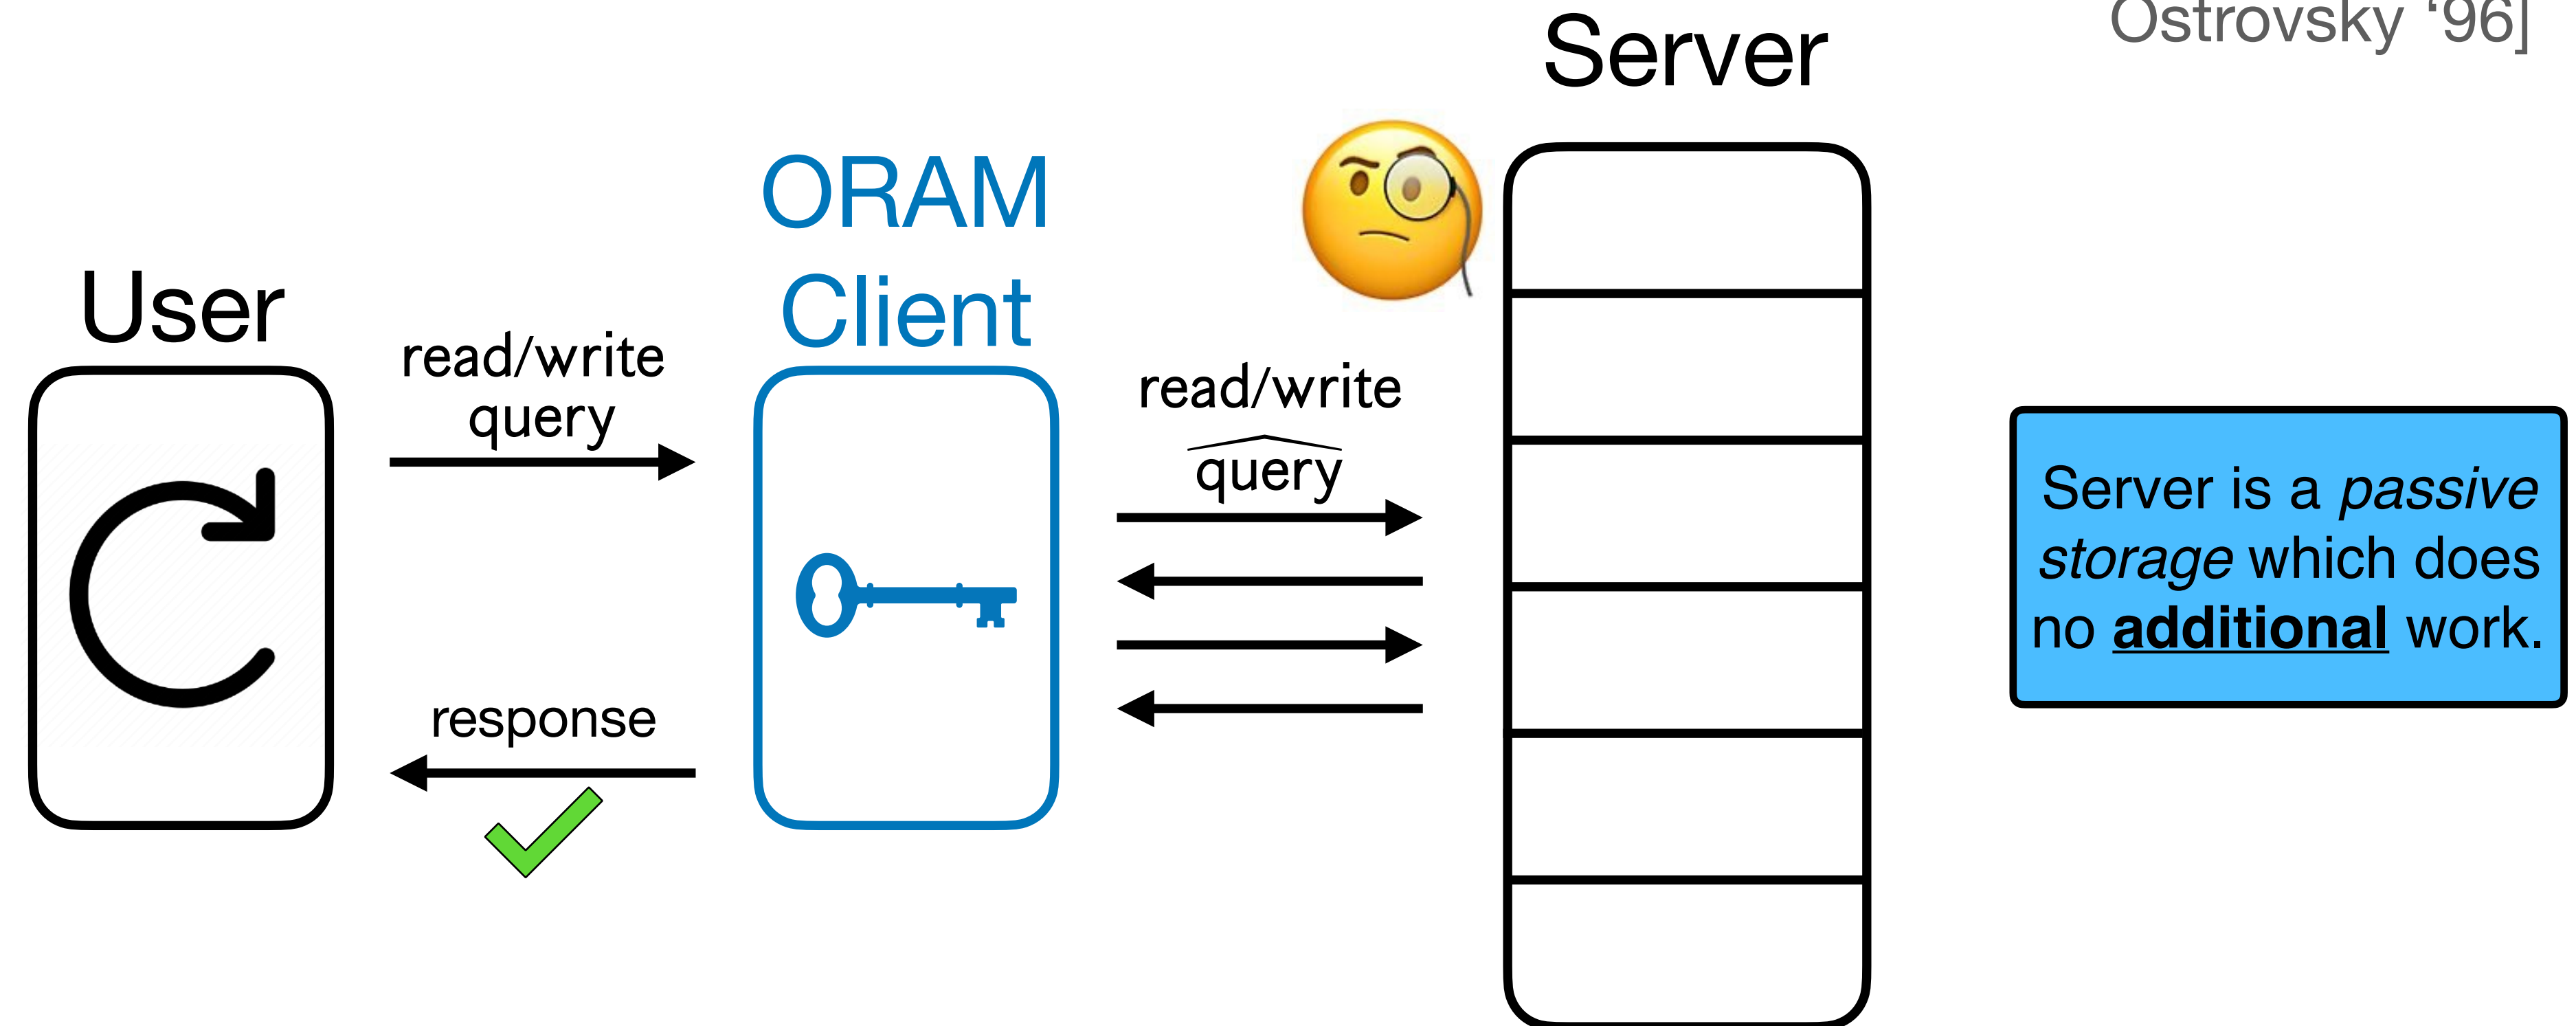 Ostrovsky ‘96]
Server
ORAM
Client
User
read/write
query
read/write
query
response
Server is a passive
storage which does
no additional work.